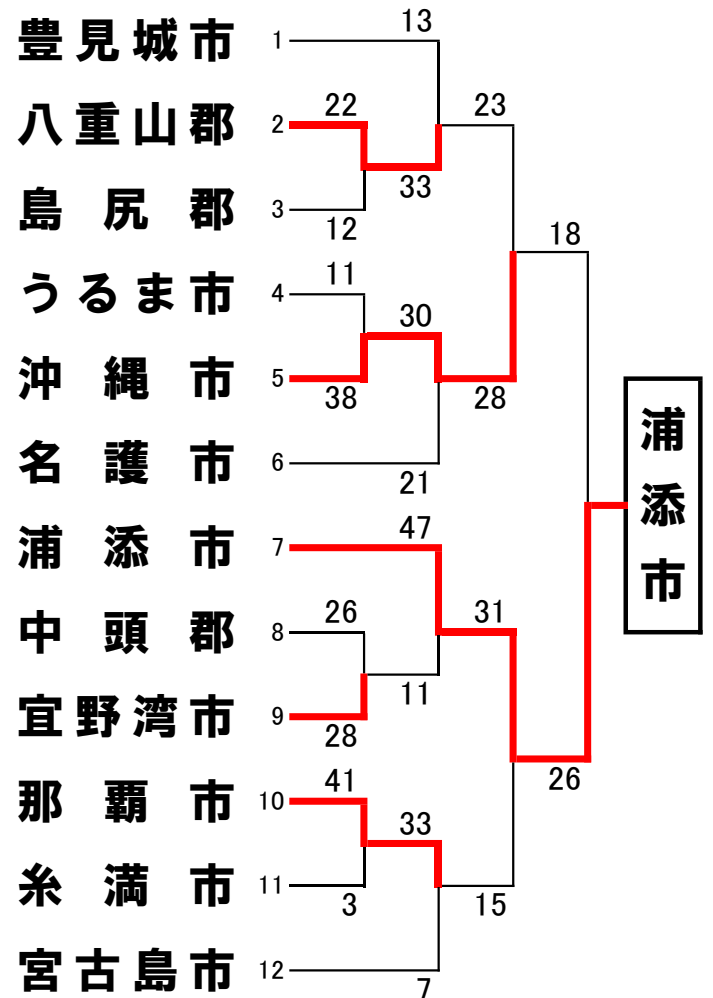 13
豊見城市 1
22 23
八重山郡 2
33
島尻郡 3
12
18
11
うるま市 4
30
沖縄市 5
38 28
名護市 6
21
浦添市
47
浦添市 7
26 31
中頭郡 8
11
宜野湾市 9
28
26
41
那覇市 10
33
糸満市 11
3 15
宮古島市 12
7